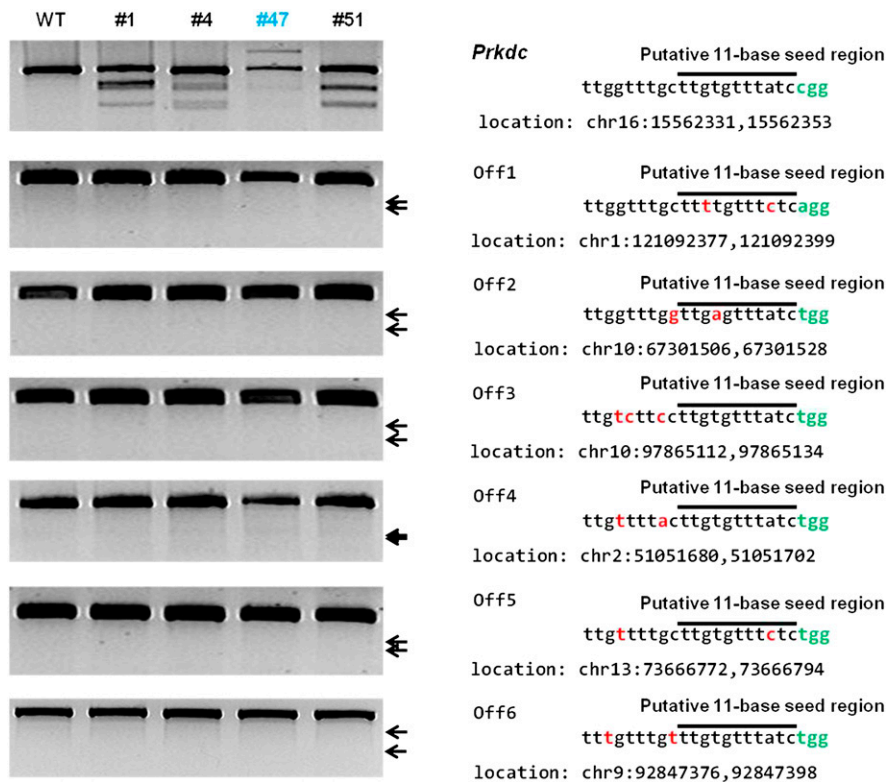 WT #1 #4 #47 #51
Prkdc Putative 11-base seed region
ttggtttgcttgtgtttatccgg
location: chr16:15562331,15562353
Off1 Putative 11-base seed region
ttggtttgctttttgtttctcagg
location: chr1:121092377,121092399
Off2 Putative 11-base seed region
ttggtttggttgagtttatctgg
location: chr10:67301506,67301528
Off3 Putative 11-base seed region
ttgtcttccttgtgtttatctgg
location: chr10:97865112,97865134
Off4 Putative 11-base seed region
ttgttttacttgtgtttatctgg
location: chr2:51051680,51051702
Off5 Putative 11-base seed region
ttgttttgcttgtgtttctctgg
location: chr13:73666772,73666794
Off6 Putative 11-base seed region
tttgtttgtttgtgtttatctgg
location: chr9:92847376,92847398